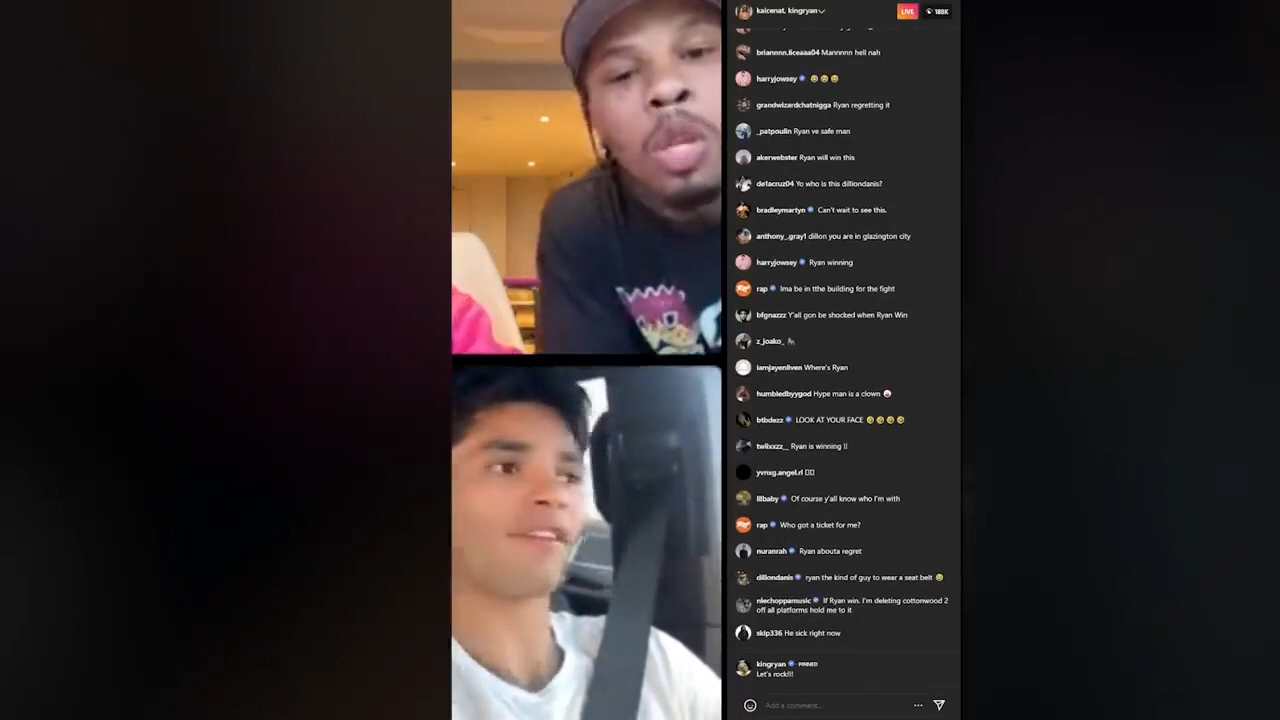 kaicenat, kingryan
LIVE
188K
briannnn.liceaaa04 Mannnnn hell nah
harryjowsey 😂😂😂
grandwizardchatnigga Ryan regretting it
_patpoulin Ryan ve safe man
akerwebster Ryan will win this
de1acruz04 Yo who is this dilliondanis?
bradleymartyn Can't wait to see this.
anthony_.gray1 dillon you are in glazington city
harryjowsey Ryan winning
rap Ima be in tthe building for the fight
bfgnazzz Y'all gon be shocked when Ryan Win
z_joako_ 🦍
iamjayenliven Where's Ryan
humbledbyygod Hype man is a clown 🤡
btbdezz LOOK AT YOUR FACE 🤣🤣🤣🤣
twiixxzz__ Ryan is winning !!
yvnxg.angel.rl
lilbaby Of course y'all know who I'm with
rap Who got a ticket for me?
nuranrah Ryan abouta regret
dillondanis ryan the kind of guy to wear a seat belt 😂
nlechoppamusic If Ryan win. I'm deleting cottonwood 2
off all platforms hold me to it
skip336 He sick right now
kingryan · PINNED
Let's rock!!!
Add a comment...